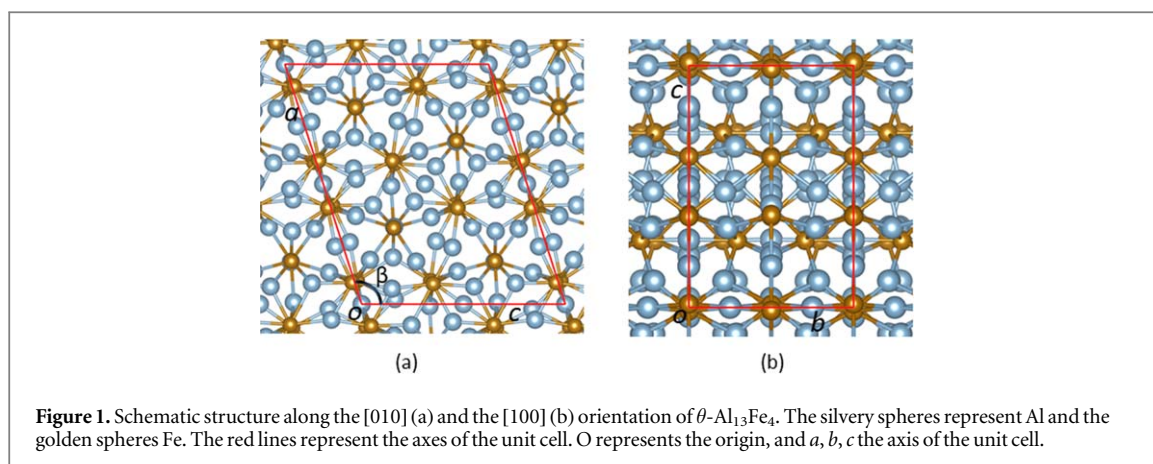 a
β
o
c
(a)
c
o
b
(b)
Figure 1. Schematic structure along the [010] (a) and the [100] (b) orientation of θ-Al₁₃Fe₄. The silvery spheres represent Al and the
golden spheres Fe. The red lines represent the axes of the unit cell. O represents the origin, and a, b, c the axis of the unit cell.